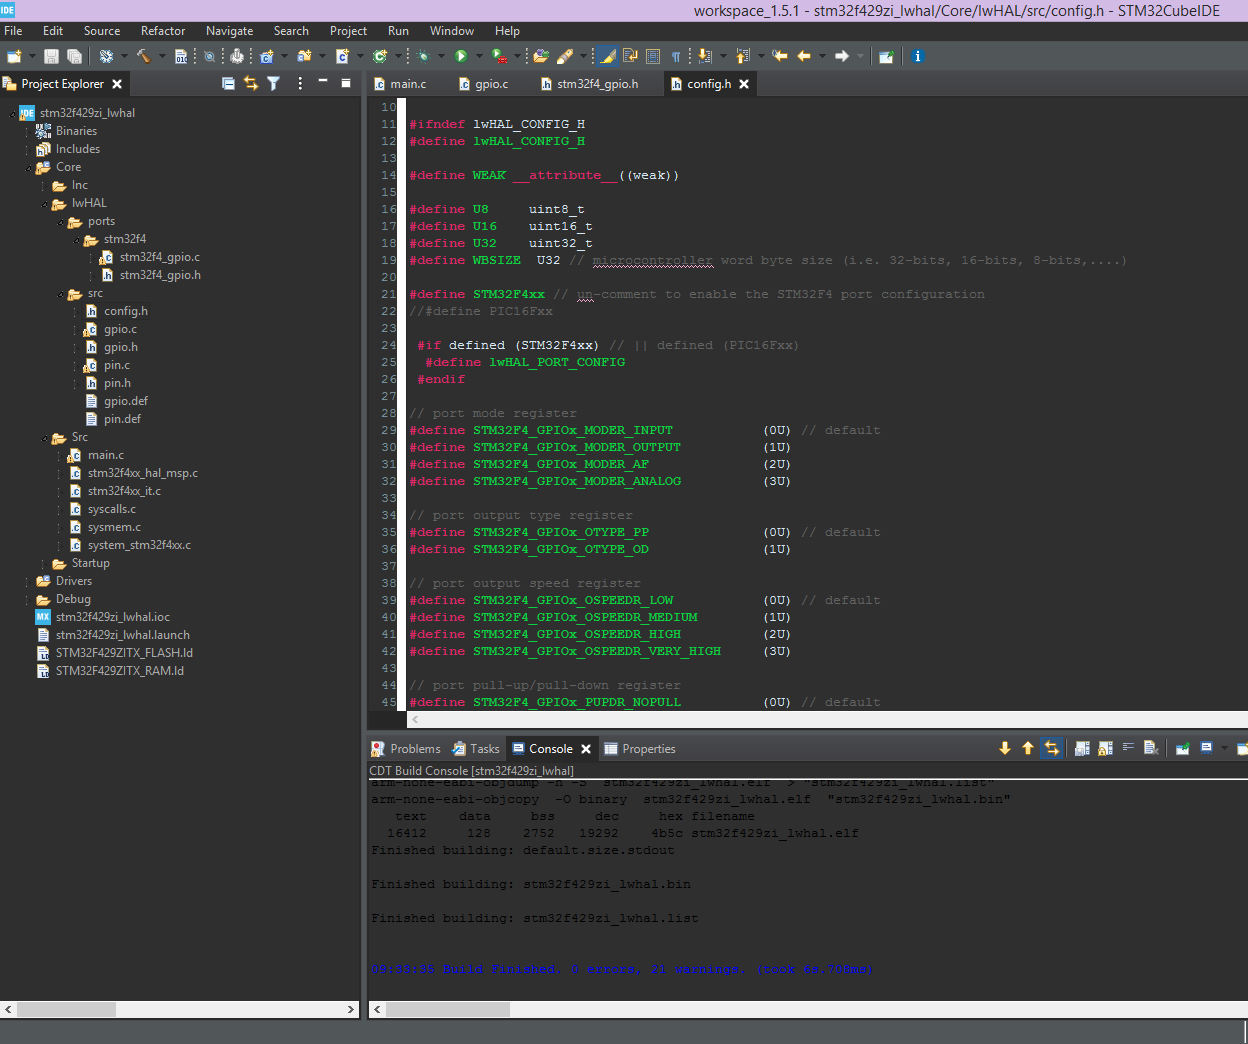 IDE
workspace_1.5.1 - stm32f429zi_lwhal/Core/lwHAL/src/config.h - STM32CubeIDE
File Edit Source Refactor Navigate Search Project Run Window Help
Project Explorer
main.c gpio.c stm32f4_gpio.h config.h
stm32f429zi_lwhal
Binaries
Includes
Core
Inc
lwHAL
ports
stm32f4
stm32f4_gpio.c
stm32f4_gpio.h
src
config.h
gpio.c
gpio.h
pin.c
pin.h
gpio.def
pin.def
Src
main.c
stm32f4xx_hal_msp.c
stm32f4xx_it.c
syscalls.c
sysmem.c
system_stm32f4xx.c
Startup
Drivers
Debug
stm32f429zi_lwhal.ioc
stm32f429zi_lwhal.launch
STM32F429ZITX_FLASH.ld
STM32F429ZITX_RAM.ld
10
11 #ifndef lwHAL_CONFIG_H
12 #define lwHAL_CONFIG_H
13
14 #define WEAK __attribute__((weak))
15
16 #define U8 uint8_t
17 #define U16 uint16_t
18 #define U32 uint32_t
19 #define WBSIZE U32 // microcontroller word byte size (i.e. 32-bits, 16-bits, 8-bits,....)
20
21 #define STM32F4xx // un-comment to enable the STM32F4 port configuration
22 //#define PIC16Fxx
23
24 #if defined (STM32F4xx) // || defined (PIC16Fxx)
25 #define lwHAL_PORT_CONFIG
26 #endif
27
28 // port mode register
29 #define STM32F4_GPIOx_MODER_INPUT (0U) // default
30 #define STM32F4_GPIOx_MODER_OUTPUT (1U)
31 #define STM32F4_GPIOx_MODER_AF (2U)
32 #define STM32F4_GPIOx_MODER_ANALOG (3U)
33
34 // port output type register
35 #define STM32F4_GPIOx_OTYPE_PP (0U) // default
36 #define STM32F4_GPIOx_OTYPE_OD (1U)
37
38 // port output speed register
39 #define STM32F4_GPIOx_OSPEEDR_LOW (0U) // default
40 #define STM32F4_GPIOx_OSPEEDR_MEDIUM (1U)
41 #define STM32F4_GPIOx_OSPEEDR_HIGH (2U)
42 #define STM32F4_GPIOx_OSPEEDR_VERY_HIGH (3U)
43
44 // port pull-up/pull-down register
45 #define STM32F4_GPIOx_PUPDR_NOPULL (0U) // default
Problems Tasks Console Properties
CDT Build Console [stm32f429zi_lwhal]
arm-none-eabi-objdump -h -S stm32f429zi_lwhal.elf > "stm32f429zi_lwhal.list"
arm-none-eabi-objcopy -O binary stm32f429zi_lwhal.elf "stm32f429zi_lwhal.bin"
text data bss dec hex filename
16412 128 2752 19292 4b5c stm32f429zi_lwhal.elf
Finished building: default.size.stdout
Finished building: stm32f429zi_lwhal.bin
Finished building: stm32f429zi_lwhal.list
Build Finished. 0 errors, 21 warnings. (took 6s.706ms)